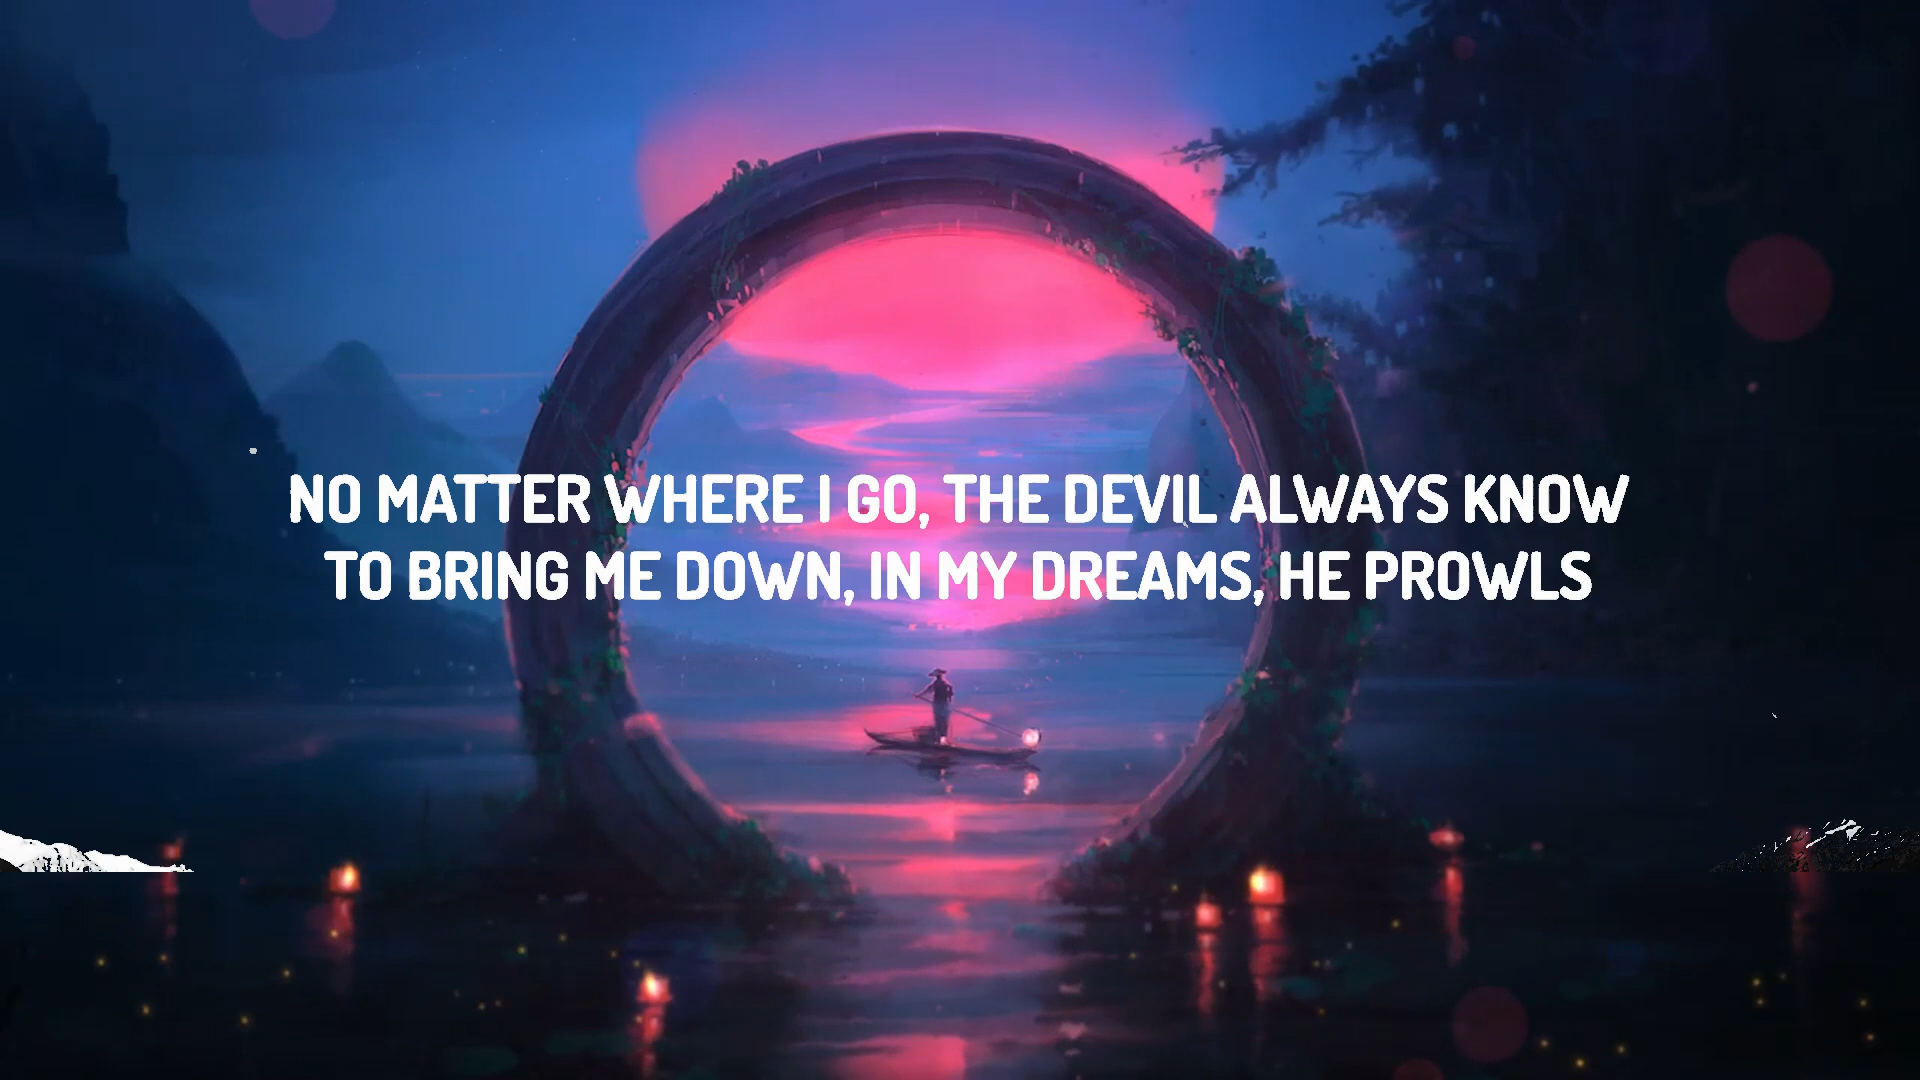 NO MATTER WHERE I GO, THE DEVIL ALWAYS KNOW
TO BRING ME DOWN, IN MY DREAMS, HE PROWLS